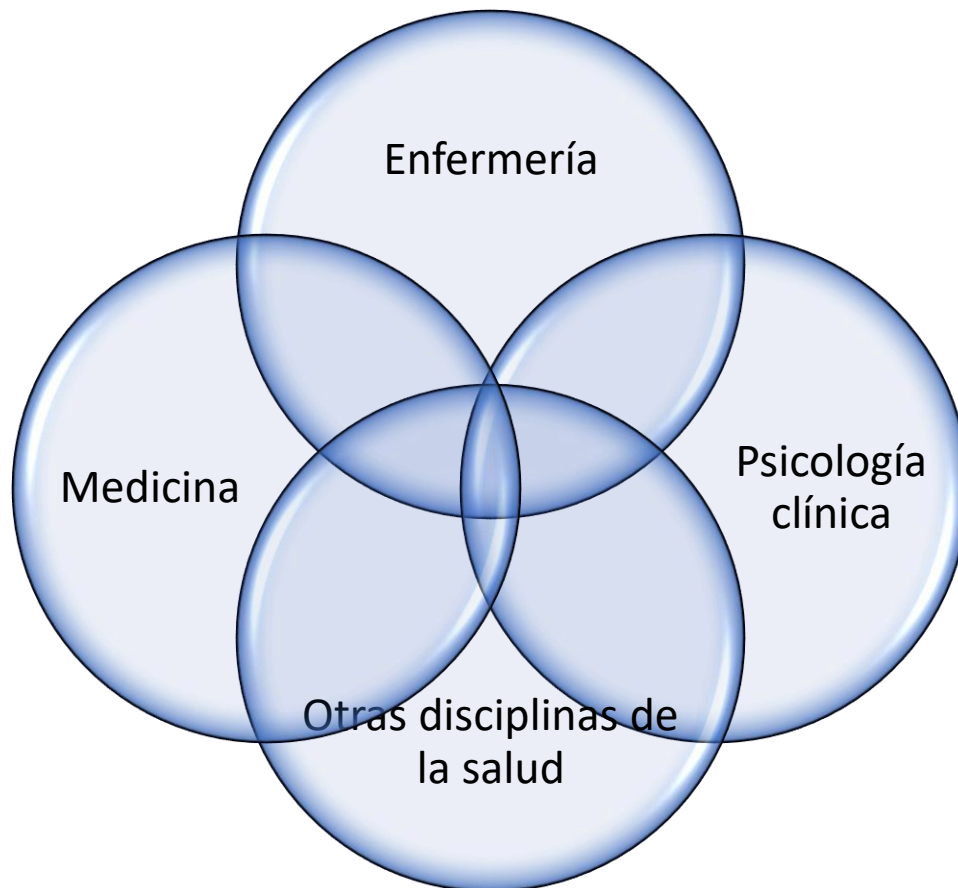 Enfermería
Medicina
Psicología
clínica
Otras disciplinas de
la salud